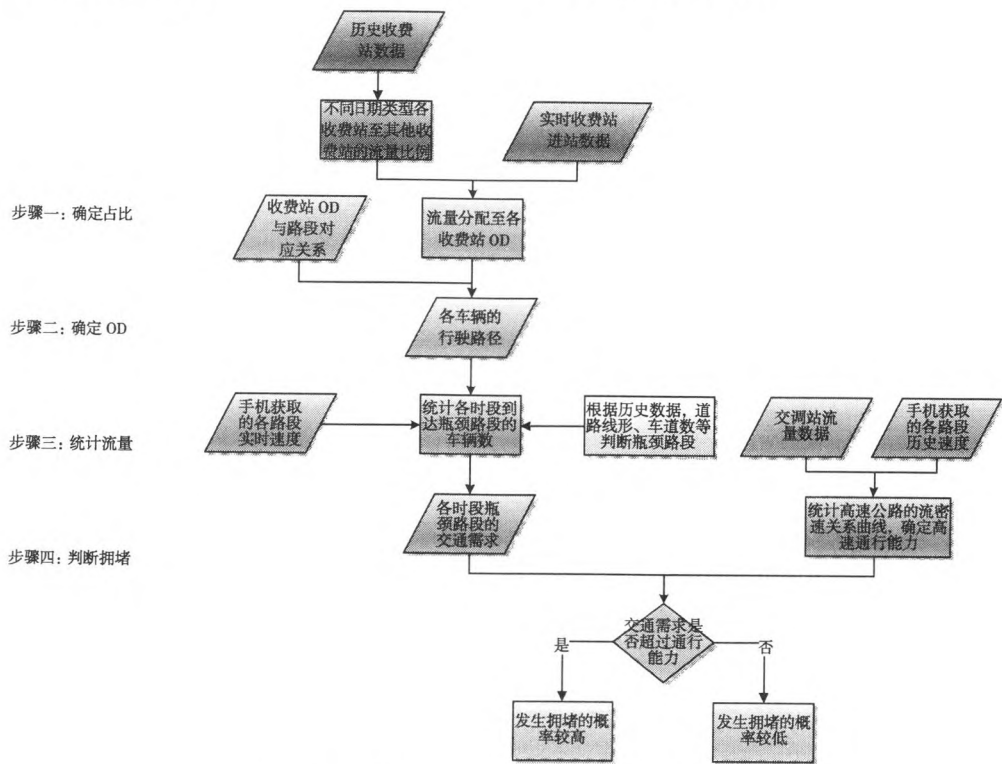 历史收费
站数据
不同日期类型各
收费站至其他收
费站的流量比例
实时收费站
进站数据
步骤一：确定占比
收费站 OD
与路段对
应关系
流量分配至各
收费站 OD
步骤二：确定 OD
各车辆的
行驶路径
步骤三：统计流量
手机获取
的各路段
实时速度
统计各时段到
达瓶颈路段的
车辆数
根据历史数据，道
路线形、车道数等
判断瓶颈路段
交调站流
量数据
手机获取
的各路段
历史速度
步骤四：判断拥堵
各时段瓶
颈路段的
交通需求
统计高速公路的流密
速关系曲线，确定高
速通行能力
交通需求是
否超过通行
能力
是
否
发生拥堵的概
率较高
发生拥堵的概
率较低